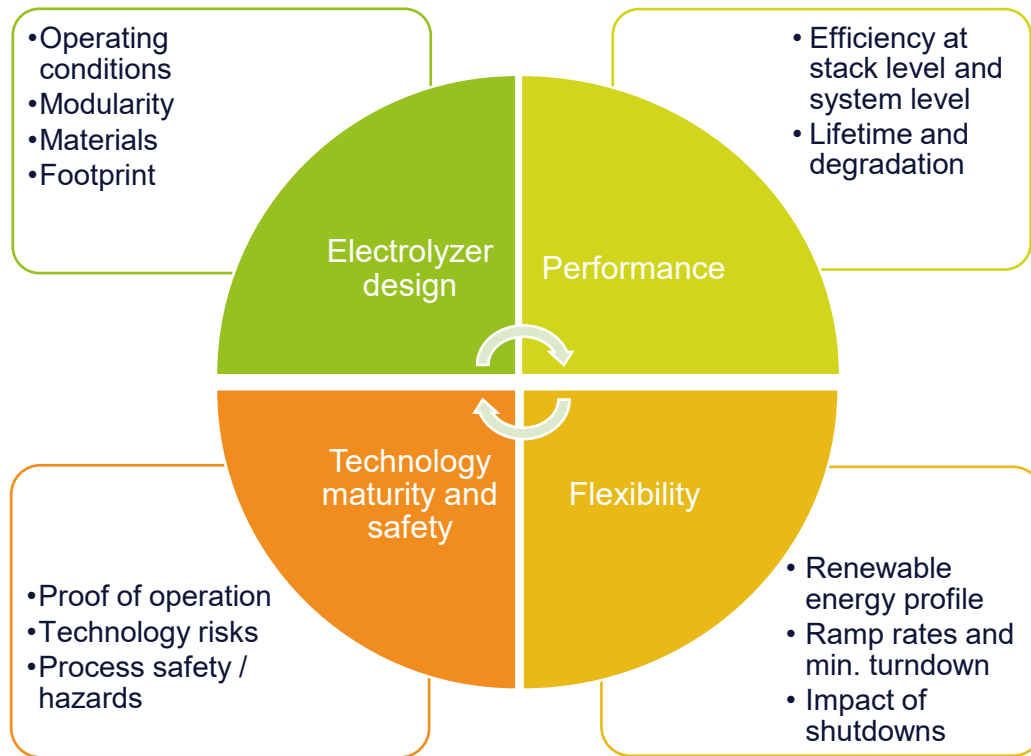 •Operating
conditions
•Modularity
•Materials
•Footprint
• Efficiency at
stack level and
system level
• Lifetime and
degradation
Electrolyzer
design
Performance
Technology
maturity and
safety
Flexibility
•Proof of operation
•Technology risks
•Process safety /
hazards
• Renewable
energy profile
• Ramp rates and
min. turndown
• Impact of
shutdowns